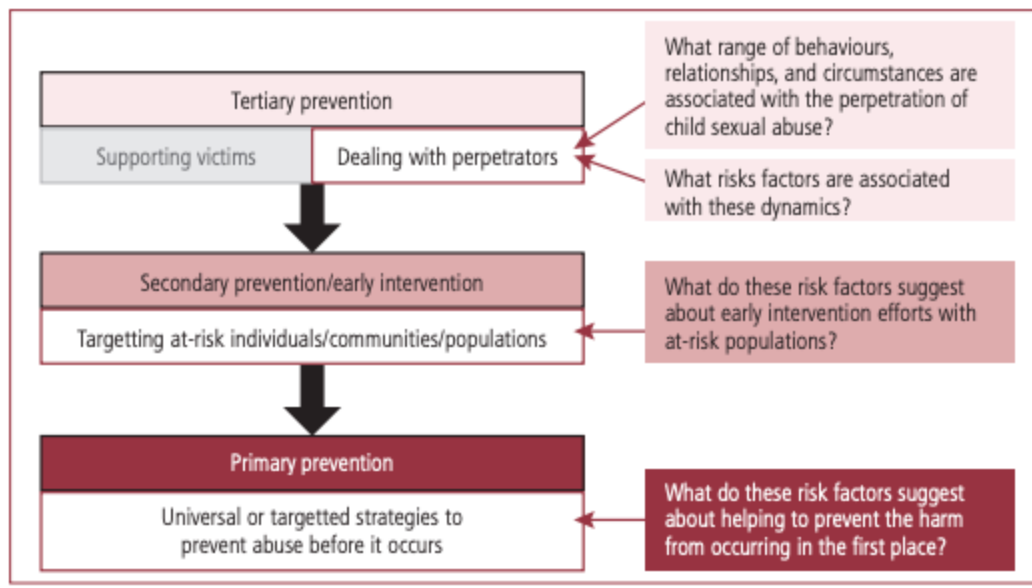 What range of behaviours,
relationships, and circumstances are
associated with the perpetration of
child sexual abuse?
Tertiary prevention
Supporting victims
Dealing with perpetrators
What risks factors are associated
with these dynamics?
Secondary prevention/early intervention
Targetting at-risk individuals/communities/populations
What do these risk factors suggest
about early intervention efforts with
at-risk populations?
Primary prevention
Universal or targetted strategies to
prevent abuse before it occurs
What do these risk factors suggest
about helping to prevent the harm
from occurring in the first place?